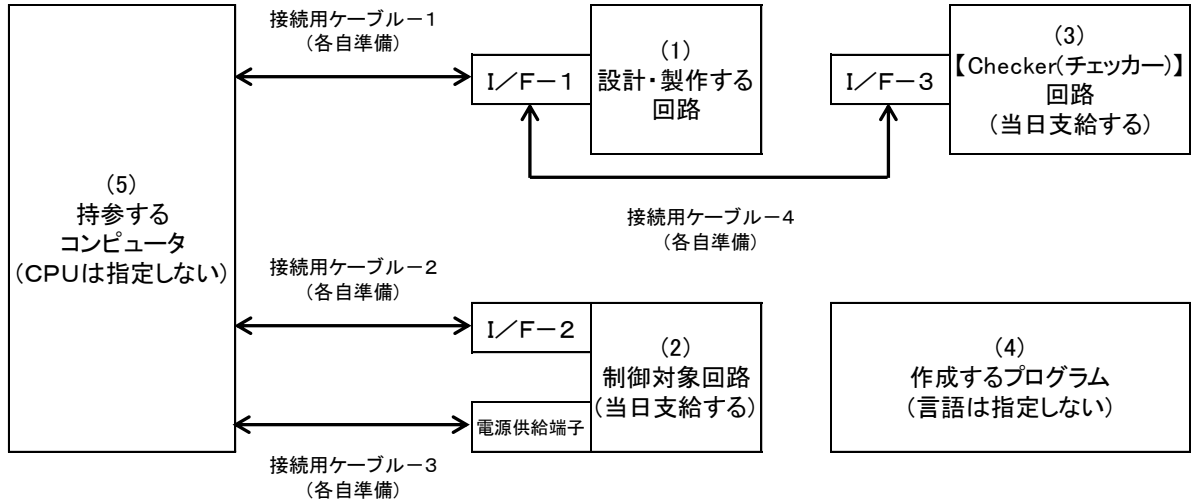 接続用ケーブル－１
（各自準備）
I／F－１
(1)
設計・製作する
回路
I／F－３
(3)
【Checker(チェッカー)】
回路
(当日支給する)
(5)
持参する
コンピュータ
(ＣＰＵは指定しない)
接続用ケーブル－４
（各自準備）
接続用ケーブル－２
（各自準備）
I／F－２
(2)
制御対象回路
(当日支給する)
電源供給端子
(4)
作成するプログラム
(言語は指定しない)
接続用ケーブル－３
（各自準備）